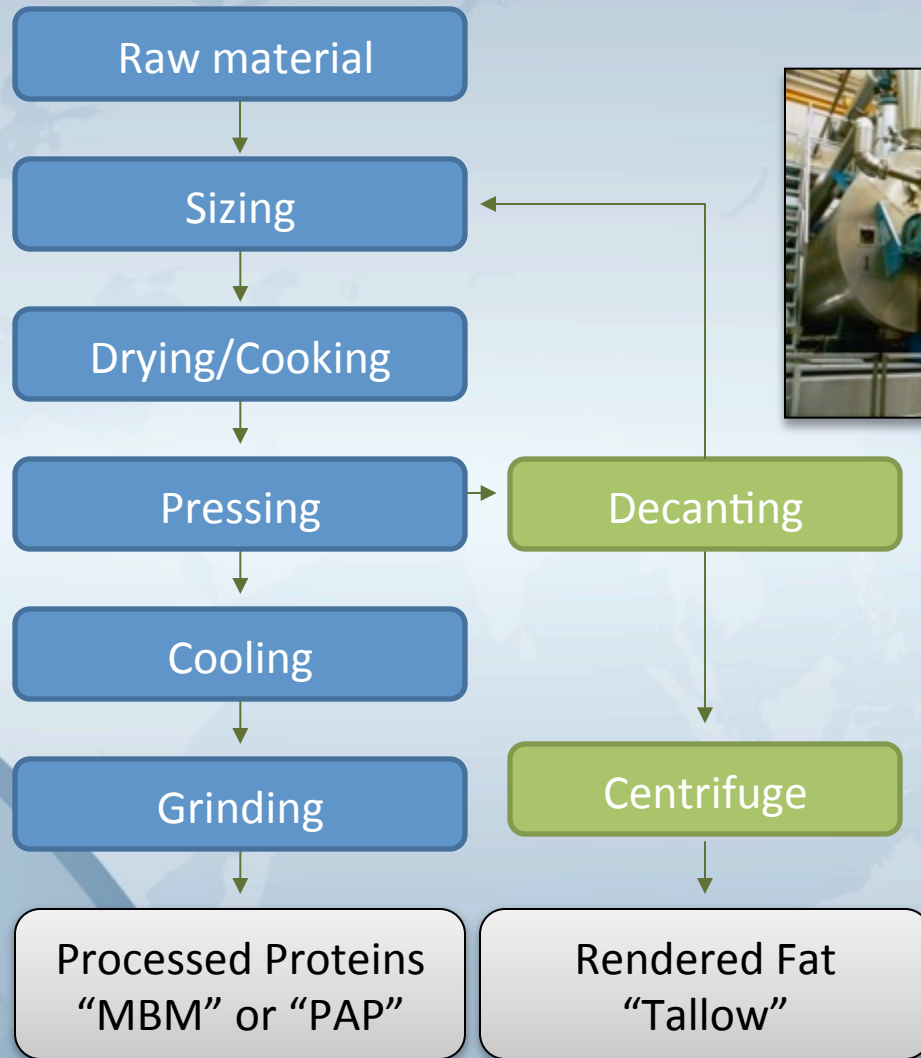 Raw material
Sizing
Drying/Cooking
Pressing
Decanting
Cooling
Grinding
Centrifuge
Processed Proteins
“MBM” or “PAP”
Rendered Fat
“Tallow”